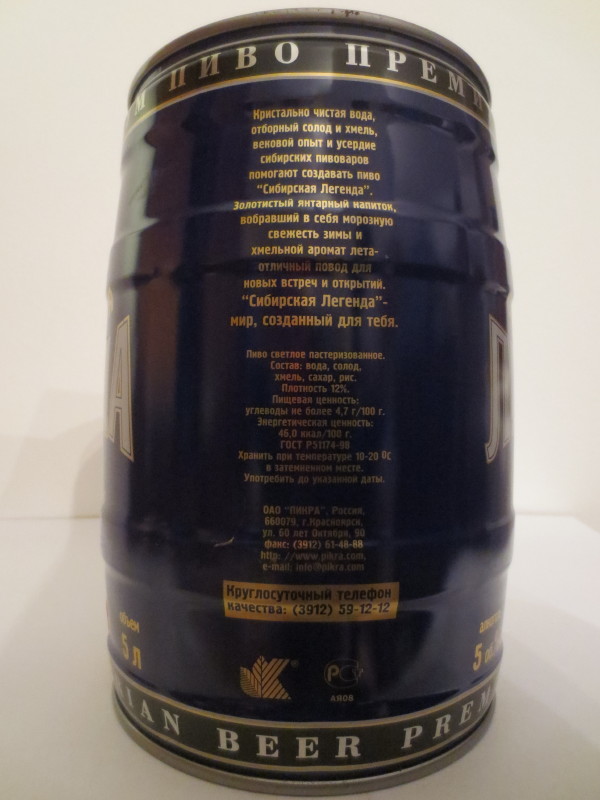 М ПИВО ПРЕМИ
Кристально чистая вода,
отборный солод и хмель,
вековой опыт и усердие
сибирских пивоваров
помогают создавать пиво
"Сибирская Легенда".
Золотистый янтарный напиток,
вобравший в себя морозную
свежесть зимы и
хмельной аромат лета-
отличный повод для
новых встреч и открытий.
"Сибирская Легенда"-
мир, созданный для тебя.
Пиво светлое пастеризованное.
Состав: вода, солод,
хмель, сахар, рис.
Плотность 12%.
Пищевая ценность:
углеводы не более 4,7 г/100 г.
Энергетическая ценность:
46,0 ккал/100 г.
ГОСТ Р51174-98
Хранить при температуре 10-20 0С
в затемненном месте.
Употребить до указанной даты.
ОАО "ПИКРА", Россия,
660079, г.Красноярск,
ул. 60 лет Октября, 90
факс: (3912) 61-48-88
http: //www.pikra.com,
e-mail: info@pikra.com
Круглосуточный телефон
качества: (3912) 59-12-12
объем
5 л
5
РСТ
АЯ08
IAN BEER PREM